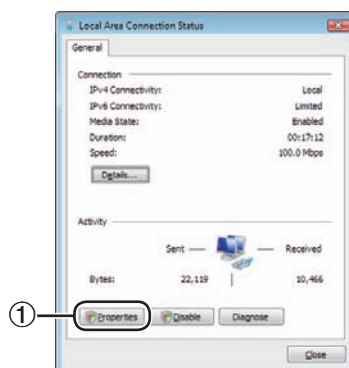 Local Area Connection Status
General
Connection
IPv4 Connectivity: Local
IPv6 Connectivity: Limited
Media State: Enabled
Duration: 00:17:12
Speed: 100.0 Mbps
Details...
Activity
Sent — — Received
Bytes: 22,119 | 10,466
① Properties Disable Diagnose
Close